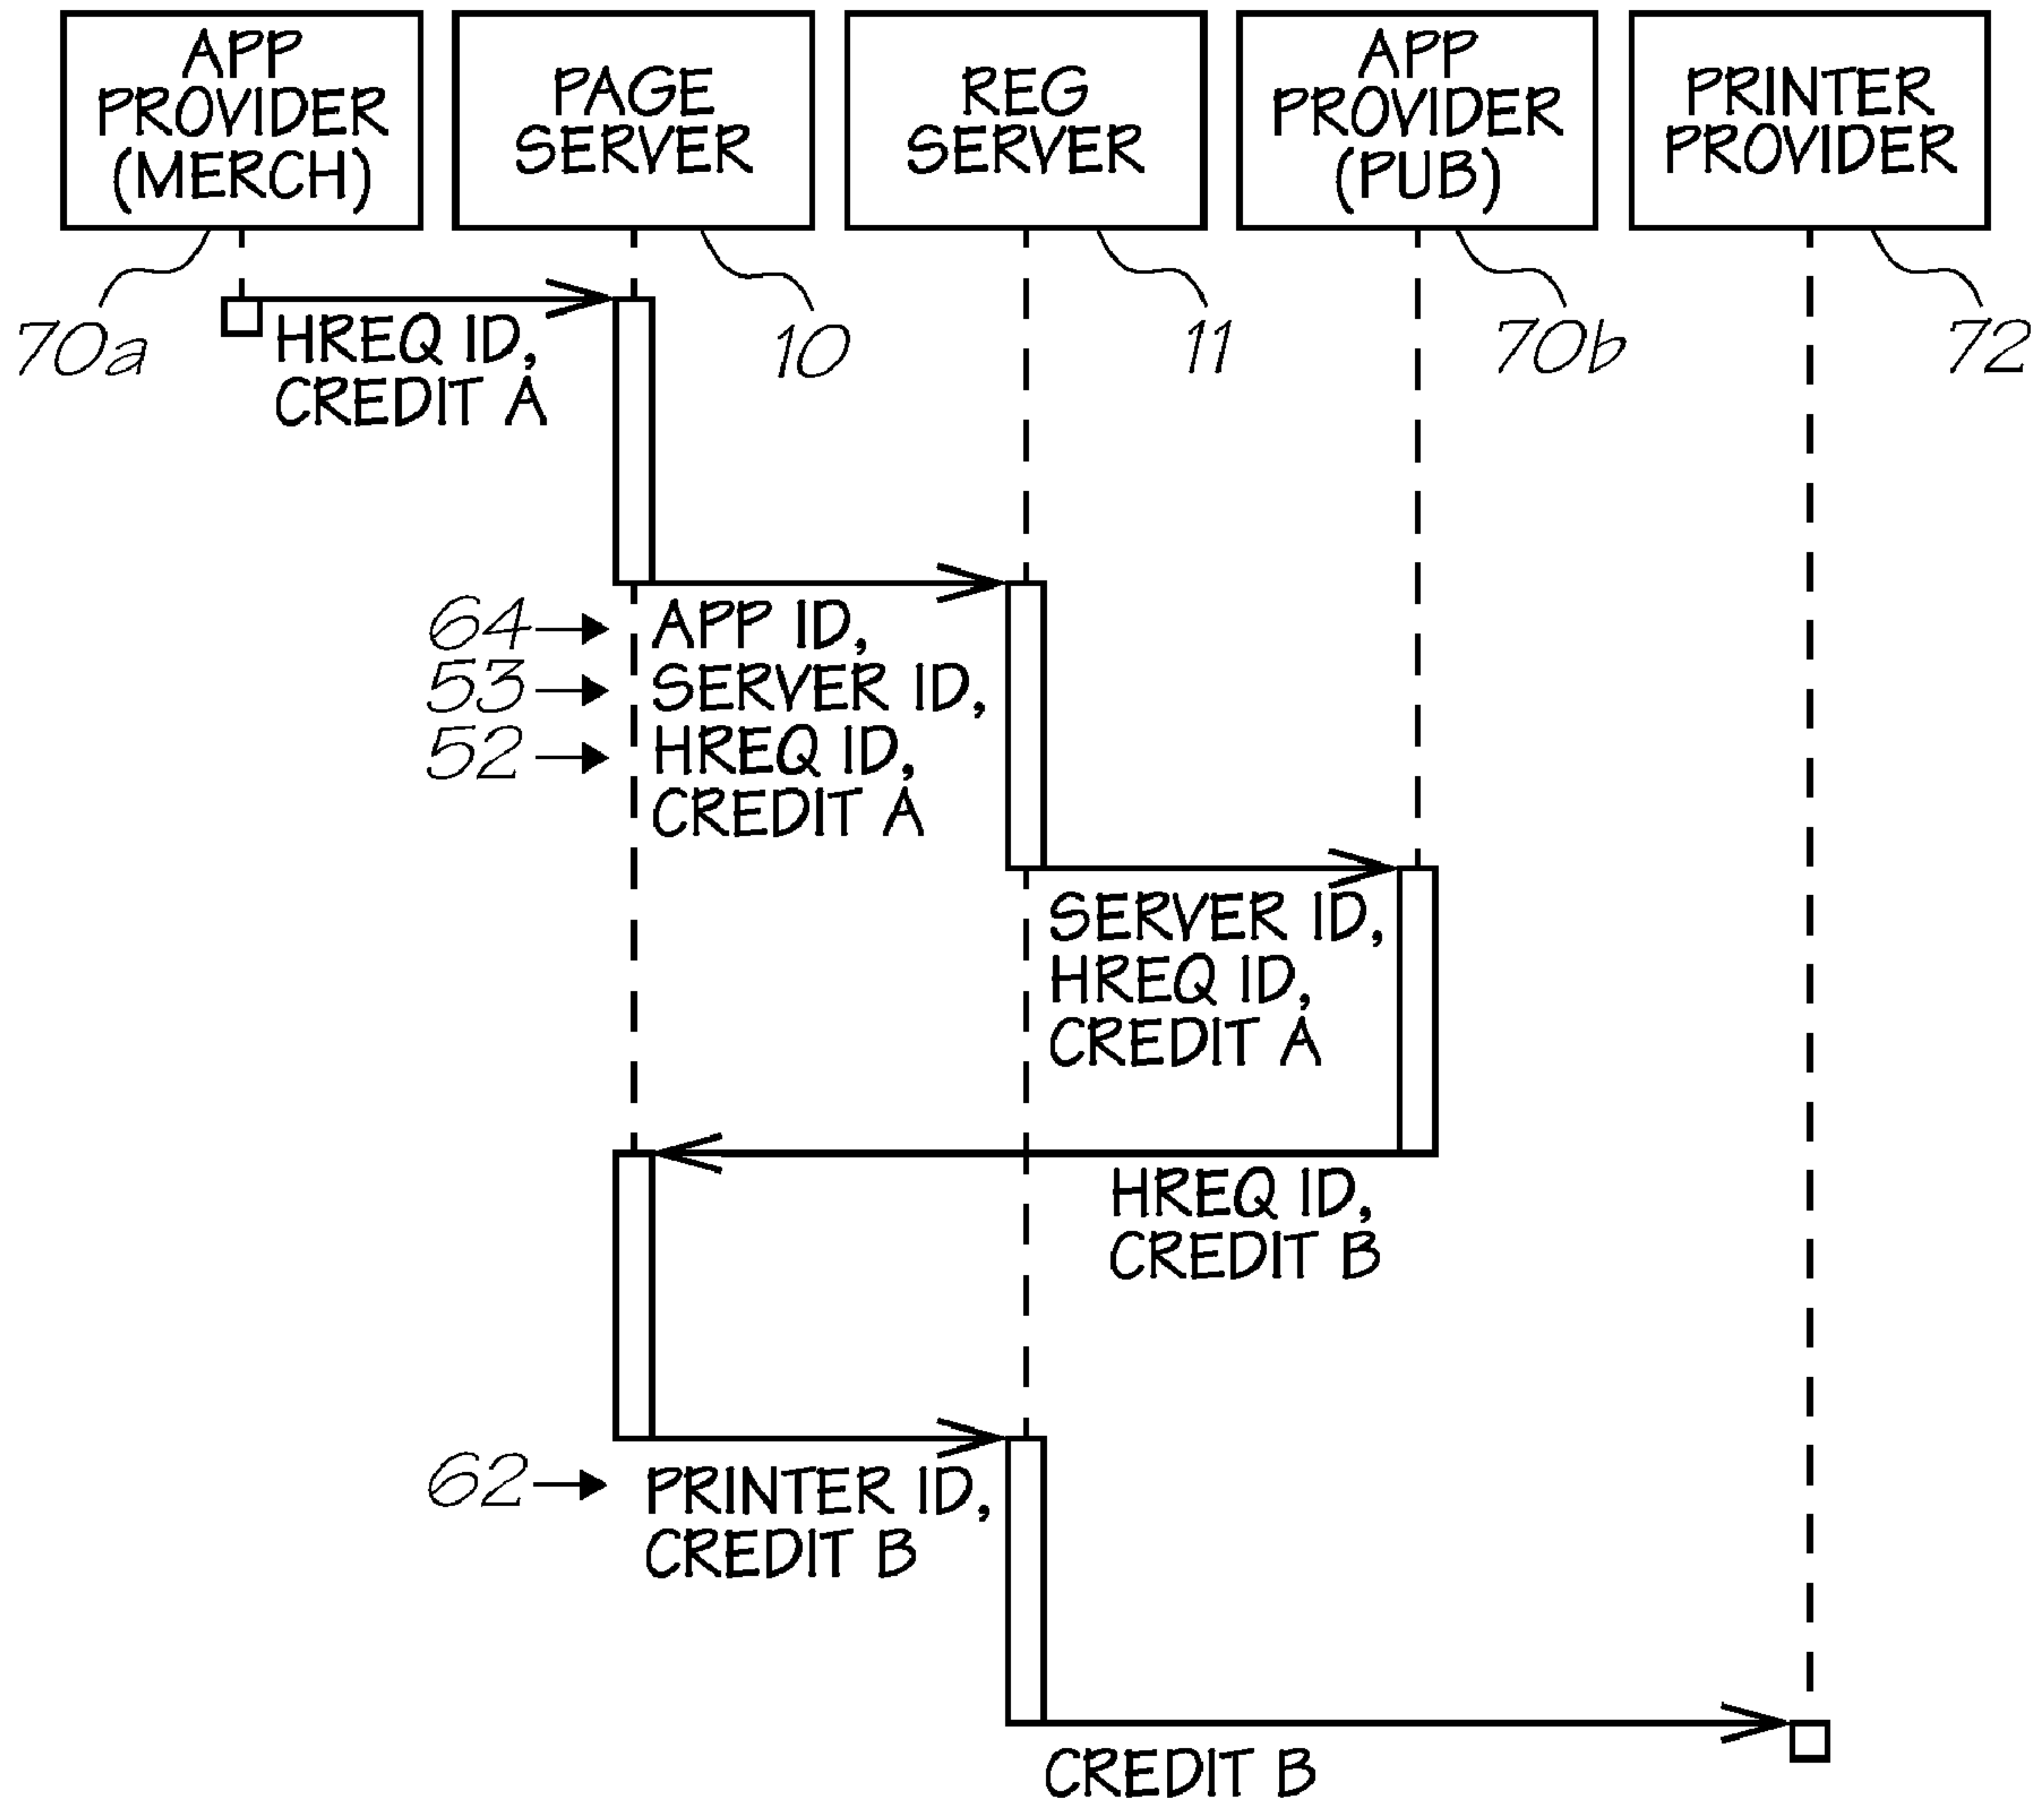 APP
PROVIDER
(MERCH)
PAGE
SERVER
REG
SERVER
APP
PROVIDER
(PUB)
PRINTER
PROVIDER
70a
10
11
70b
72
HREQ ID,
CREDIT A
64
APP ID,
53
SERVER ID,
52
HREQ ID,
CREDIT A
SERVER ID,
HREQ ID,
CREDIT A
HREQ ID,
CREDIT B
62
PRINTER ID,
CREDIT B
CREDIT B